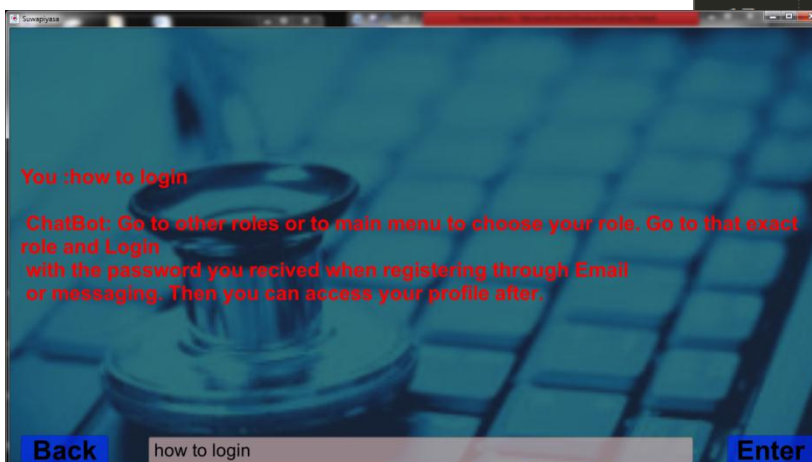 Suwapiyasa
You :how to login
ChatBot: Go to other roles or to main menu to choose your role. Go to that exact
role and Login
with the password you recived when registering through Email
or messaging. Then you can access your profile after.
Back
how to login
Enter